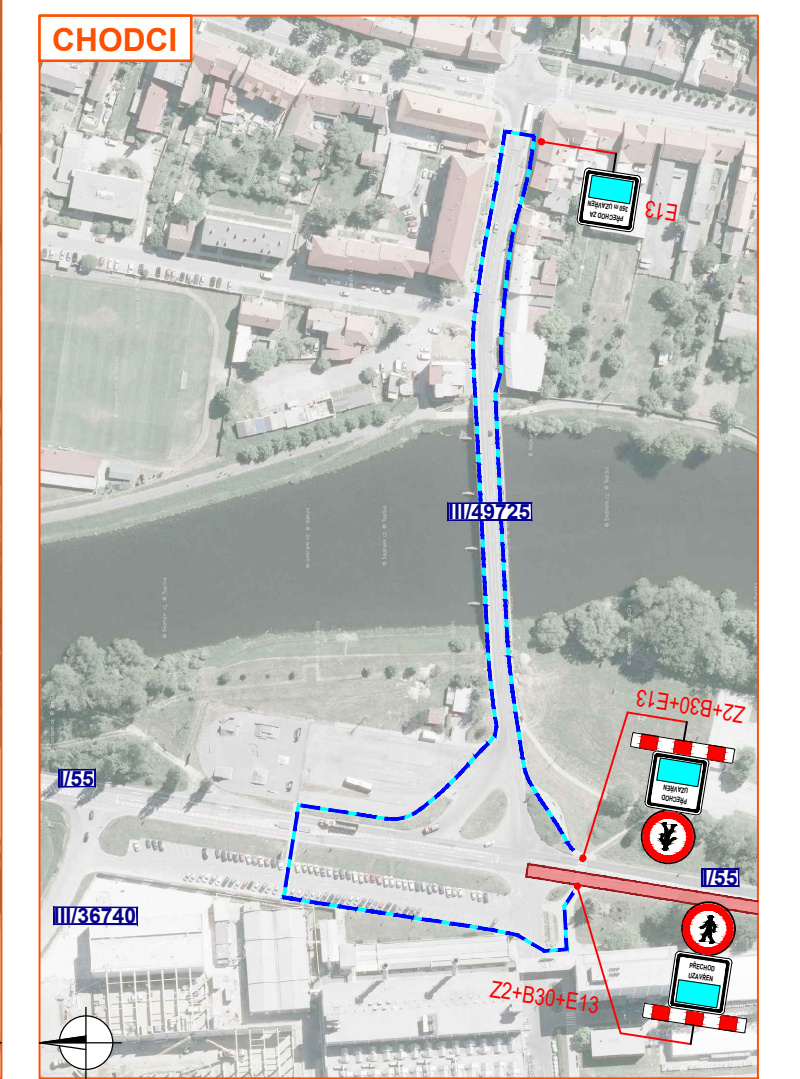 CHODCI
PŘECHOD ZA
360 m UZAVŘEN
E13
III/49725
Z2+B30+E13
PŘECHOD
UZAVŘEN
I/55
I/55
III/36740
PŘECHOD
UZAVŘEN
Z2+B30+E13